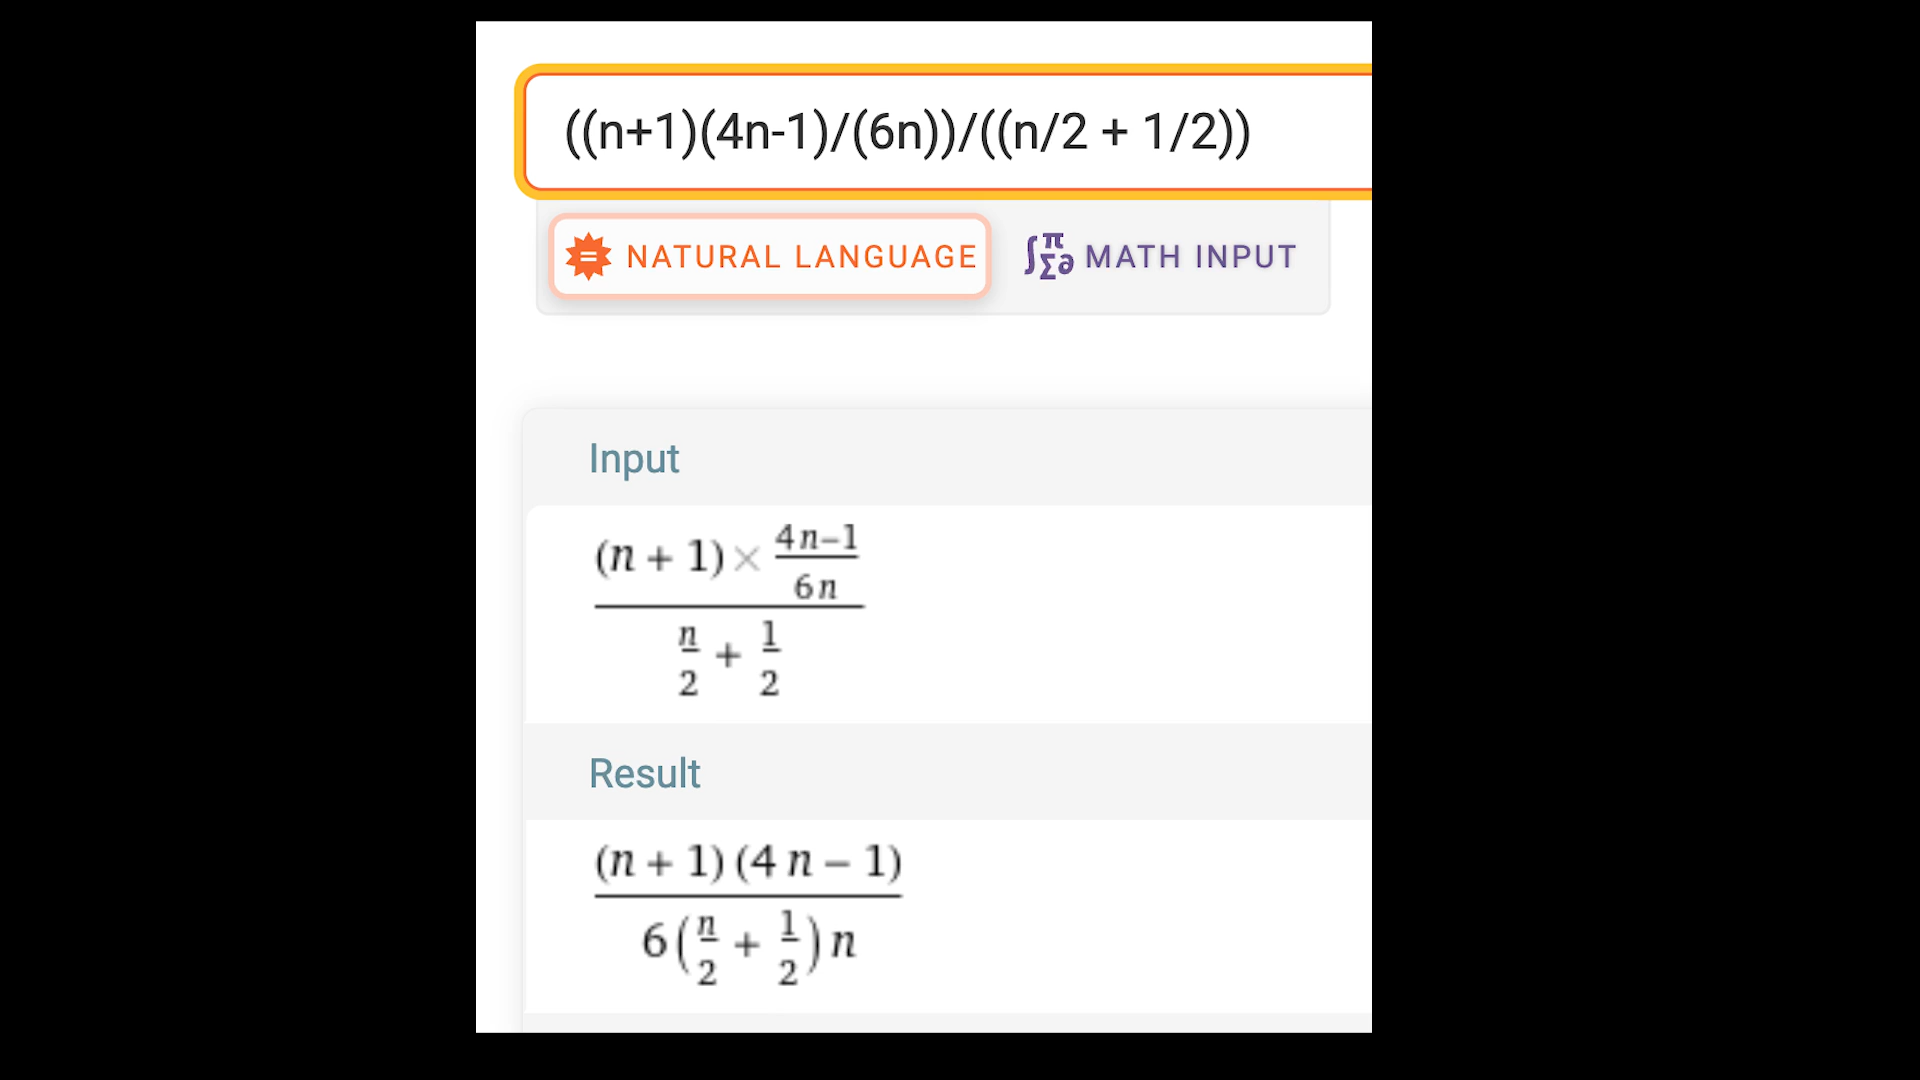 ((n+1)(4n-1)/(6n))/((n/2 + 1/2))
NATURAL LANGUAGE
∫π∑∂ MATH INPUT
Input
(n + 1) × 4n−1
6n
n/2 + 1/2
Result
(n + 1) (4 n − 1)
6 (n/2 + 1/2) n